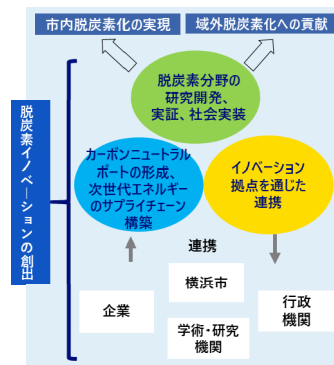 市内脱炭素化の実現
域外脱炭素化への貢献
脱炭素イノベーションの創出
脱炭素分野の
研究開発、
実証、社会実装
カーボンニュートラル
ポートの形成、
次世代エネルギー
のサプライチェーン
構築
イノベーション
拠点を通じた
連携
連携
横浜市
企業
行政
機関
学術・研究
機関